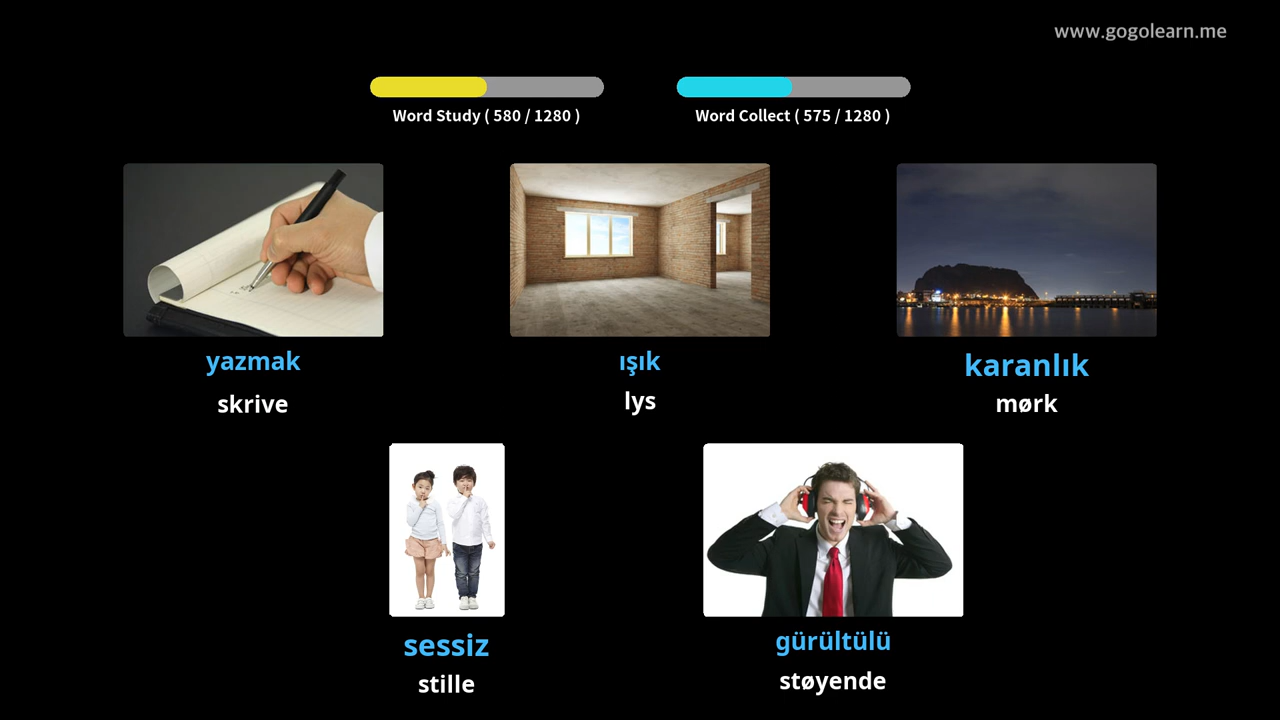 www.gogolearn.me
Word Study ( 580 / 1280 )
Word Collect ( 575 / 1280 )
yazmak
skrive
ışık
lys
karanlık
mørk
sessiz
stille
gürültülü
støyende